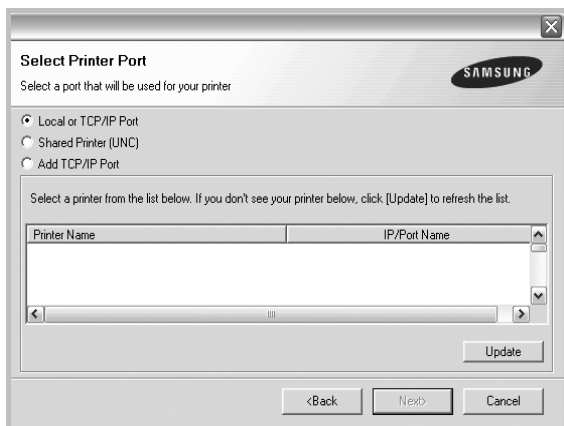 Select Printer Port
Select a port that will be used for your printer
SAMSUNG
Local or TCP/IP Port
Shared Printer (UNC)
Add TCP/IP Port
Select a printer from the list below. If you don't see your printer below, click [Update] to refresh the list.
Printer Name IP/Port Name
Update
<Back Next> Cancel